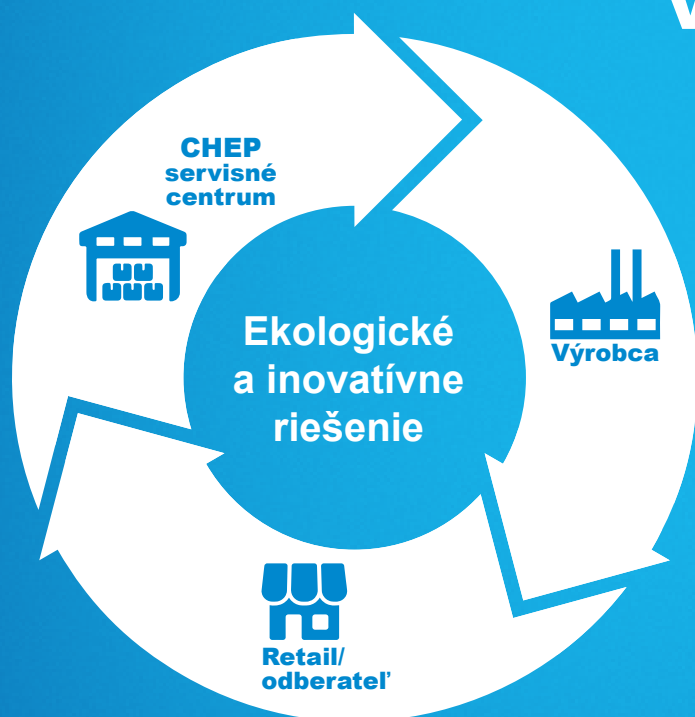 CHEP
servisné
centrum
Výrobca
Ekologické
a inovatívne
riešenie
Retail/
odberateľ